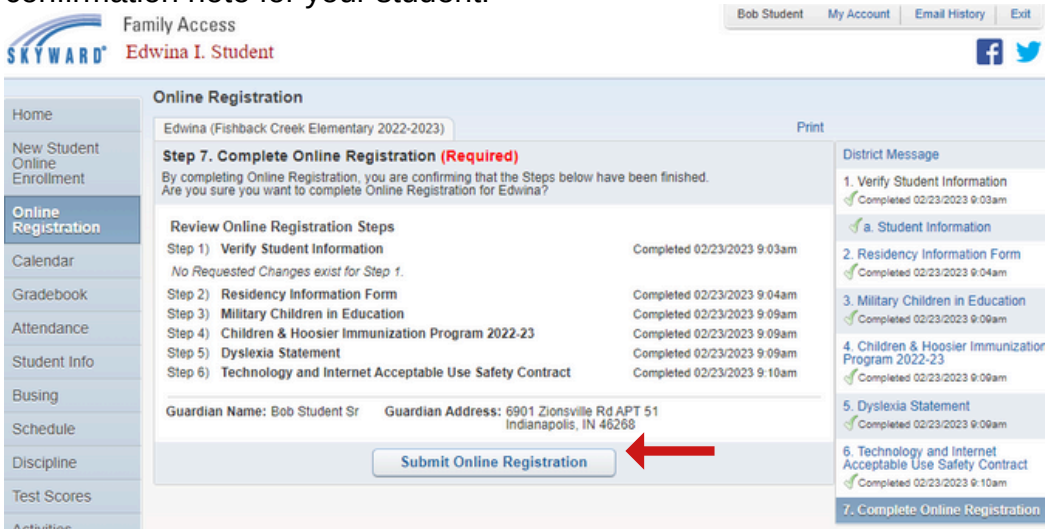 confirmation note for your student.
Bob Student My Account Email History Exit
Family Access
SKYWARD®
Edwina I. Student
Home
New Student
Online
Enrollment
Online
Registration
Calendar
Gradebook
Attendance
Student Info
Busing
Schedule
Discipline
Test Scores
Activities
Online Registration
Edwina (Fishback Creek Elementary 2022-2023)
Print
Step 7. Complete Online Registration (Required)
By completing Online Registration, you are confirming that the Steps below have been finished.
Are you sure you want to complete Online Registration for Edwina?
Review Online Registration Steps
Step 1) Verify Student Information Completed 02/23/2023 9:03am
No Requested Changes exist for Step 1.
Step 2) Residency Information Form Completed 02/23/2023 9:04am
Step 3) Military Children in Education Completed 02/23/2023 9:09am
Step 4) Children & Hoosier Immunization Program 2022-23 Completed 02/23/2023 9:09am
Step 5) Dyslexia Statement Completed 02/23/2023 9:09am
Step 6) Technology and Internet Acceptable Use Safety Contract Completed 02/23/2023 9:10am
Guardian Name: Bob Student Sr Guardian Address: 6901 Zionsville Rd APT 51
Indianapolis, IN 46268
Submit Online Registration
District Message
1. Verify Student Information
Completed 02/23/2023 9:03am
a. Student Information
2. Residency Information Form
Completed 02/23/2023 9:04am
3. Military Children in Education
Completed 02/23/2023 9:09am
4. Children & Hoosier Immunization
Program 2022-23
Completed 02/23/2023 9:09am
5. Dyslexia Statement
Completed 02/23/2023 9:09am
6. Technology and Internet
Acceptable Use Safety Contract
Completed 02/23/2023 9:10am
7. Complete Online Registration